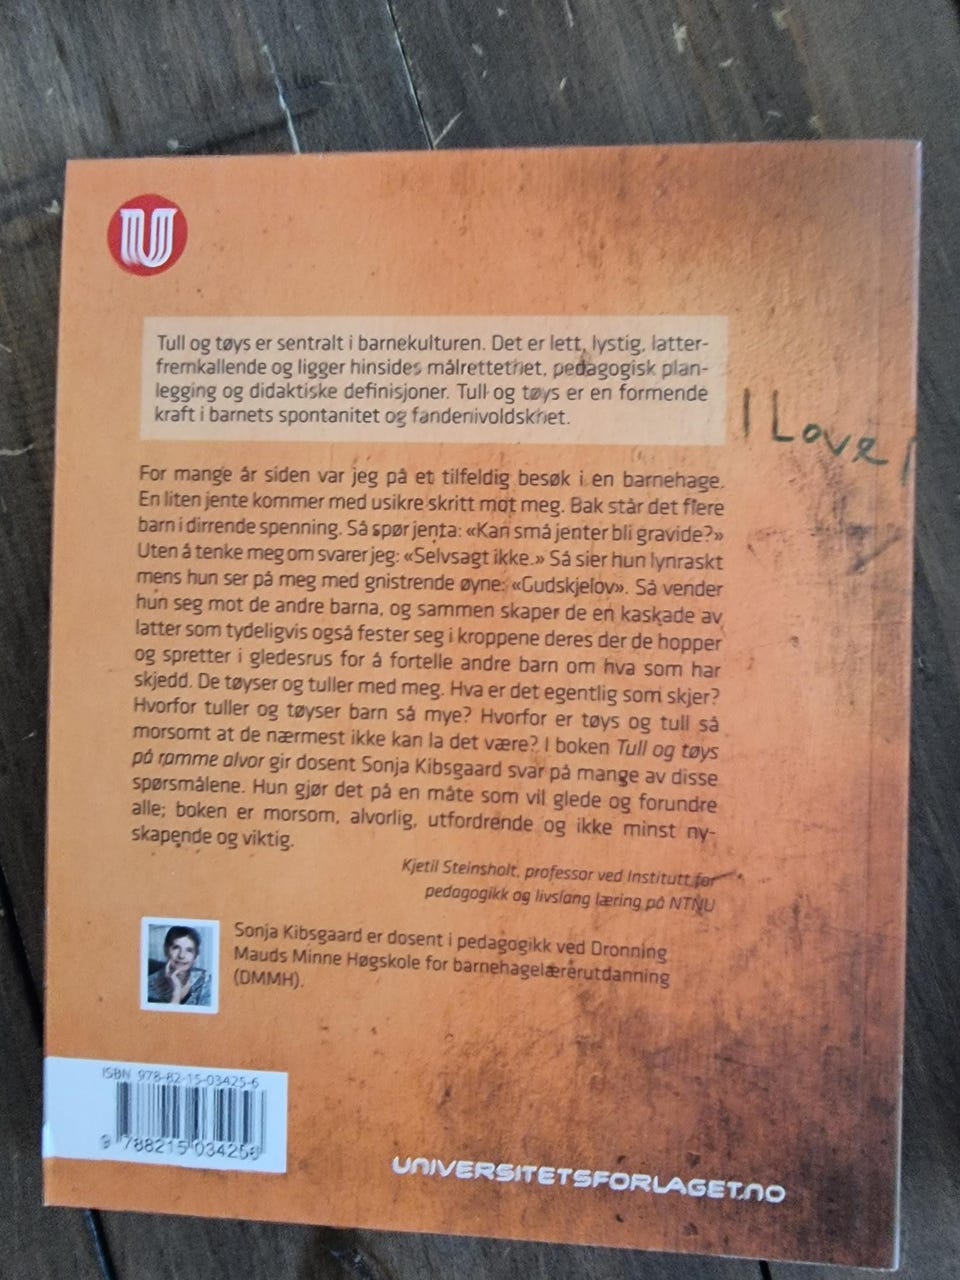 U
Tull og tøys er sentralt i barnekulturen. Det er lett, lystig, latter-
fremkallende og ligger hinsides målrettethet, pedagogisk plan-
legging og didaktiske definisjoner. Tull og tøys er en formende
kraft i barnets spontanitet og fandenivoldskhet.
I Love
For mange år siden var jeg på et tilfeldig besøk i en barnehage.
En liten jente kommer med usikre skritt mot meg. Bak står det flere
barn i dirrende spenning. Så spør jenta: «Kan små jenter bli gravide?»
Uten å tenke meg om svarer jeg: «Selvsagt ikke.» Så sier hun lynraskt
mens hun ser på meg med gnistrende øyne: «Gudskjelov». Så vender
hun seg mot de andre barna, og sammen skaper de en kaskade av
latter som tydeligvis også fester seg i kroppene deres der de hopper
og spretter i gledesrus for å fortelle andre barn om hva som har
skjedd. De tøyser og tuller med meg. Hva er det egentlig som skjer?
Hvorfor tuller og tøyser barn så mye? Hvorfor er tøys og tull så
morsomt at de nærmest ikke kan la det være? I boken Tull og tøys
på ramme alvor gir dosent Sonja Kibsgaard svar på mange av disse
spørsmålene. Hun gjør det på en måte som vil glede og forundre
alle; boken er morsom, alvorlig, utfordrende og ikke minst ny-
skapende og viktig.
Kjetil Steinsholt, professor ved Institutt for
pedagogikk og livslang læring på NTNU
Sonja Kibsgaard er dosent i pedagogikk ved Dronning
Mauds Minne Høgskole for barnehagelærerutdanning
(DMMH).
ISBN 978-82-15-03425-6
9 788215 034256
UNIVERSITETSFORLAGET.NO